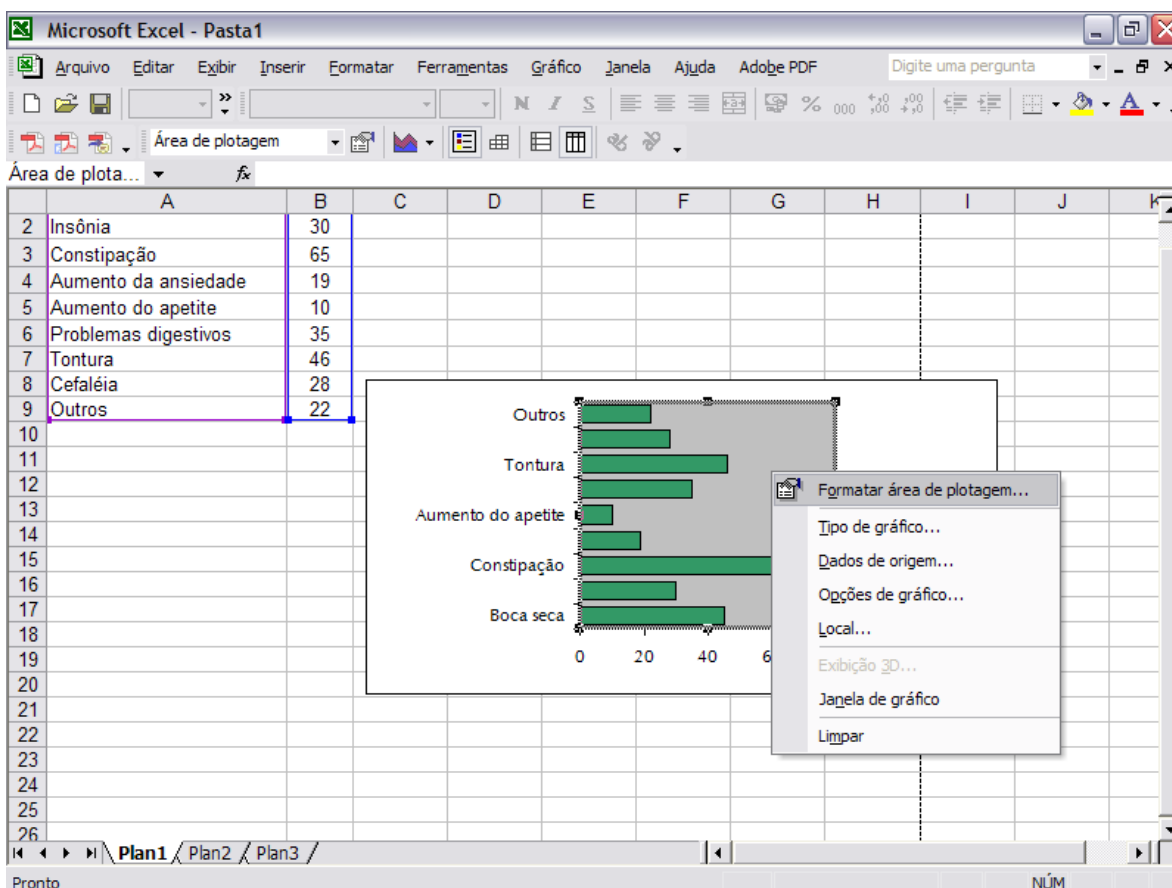 Microsoft Excel - Pasta1
Arquivo Editar Exibir Inserir Formatar Ferramentas Gráfico Janela Ajuda Adobe PDF Digite uma pergunta
N I S % 000 ,00 ,00
Área de plotagem
Área de plota... fx
A B C D E F G H I J K
2 Insônia 30
3 Constipação 65
4 Aumento da ansiedade 19
5 Aumento do apetite 10
6 Problemas digestivos 35
7 Tontura 46
8 Cefaléia 28
9 Outros 22
10
11
12
13
14
15
16
17
18
19
20
21
22
23
24
25
26
Outros
Tontura
Aumento do apetite
Constipação
Boca seca
0 20 40 6
Formatar área de plotagem...
Tipo de gráfico...
Dados de origem...
Opções de gráfico...
Local...
Exibição 3D...
Janela de gráfico
Limpar
Plan1 Plan2 Plan3
Pronto NÚM